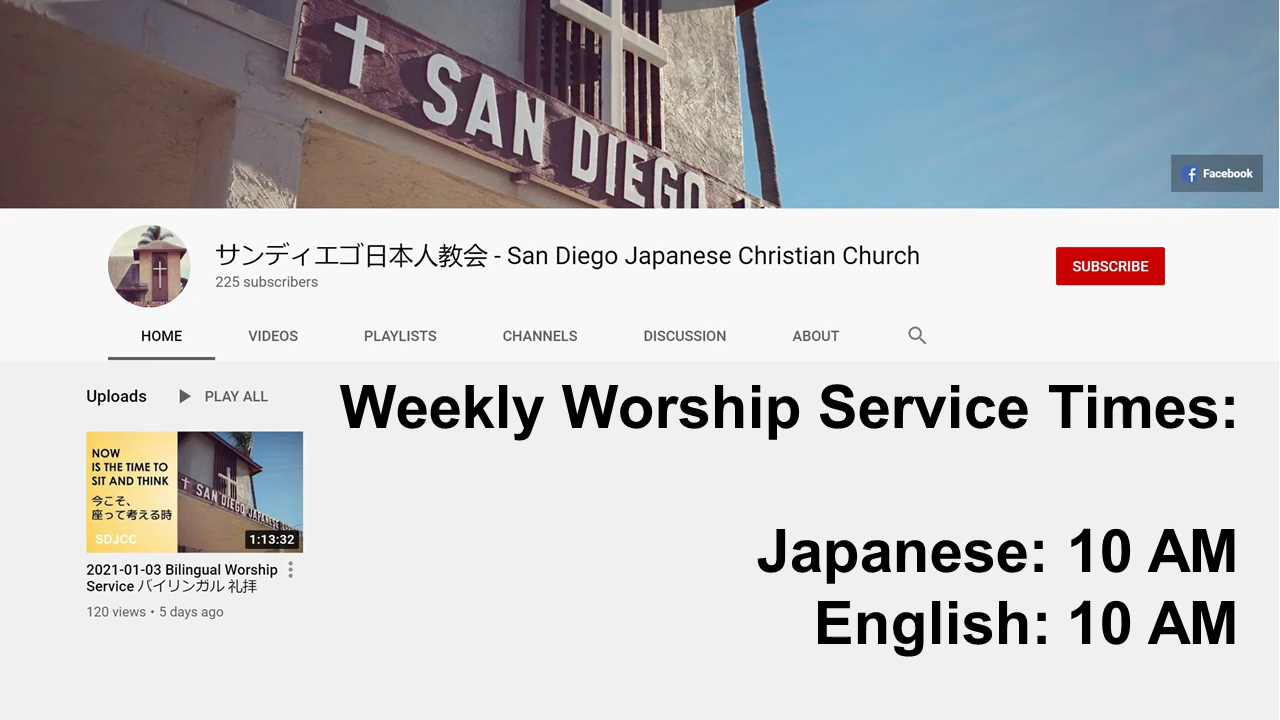 SAN DIEGO
Facebook
サンディエゴ日本人教会 - San Diego Japanese Christian Church
225 subscribers
SUBSCRIBE
HOME VIDEOS PLAYLISTS CHANNELS DISCUSSION ABOUT
Uploads PLAY ALL
Weekly Worship Service Times:
NOW
IS THE TIME TO
SIT AND THINK
今こそ、
座って考える時
SDJCC
SAN DIEGO JAPANESE
1:13:32
2021-01-03 Bilingual Worship
Service バイリンガル 礼拝
120 views • 5 days ago
Japanese: 10 AM
English: 10 AM